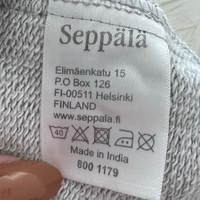 Seppälä
Elimäenkatu 15
P.O Box 126
FI-00511 Helsinki
FINLAND
www.seppala.fi
40
Made in India
800 1179